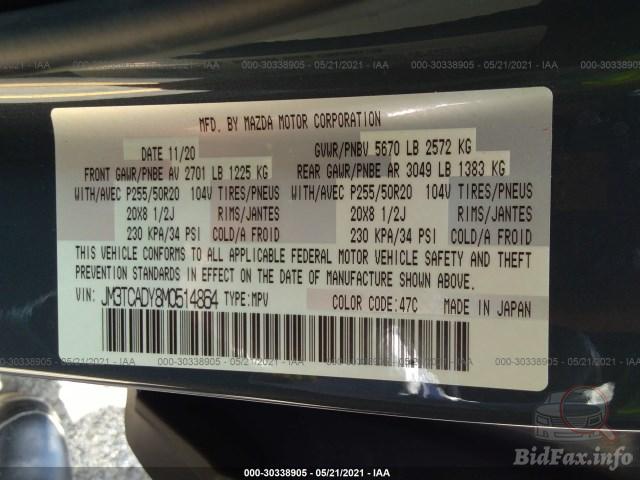 000-30338905 - 05/21/2021 - IAA
000-30338905 - 05/21/2021 - IAA
MFD. BY MAZDA MOTOR CORPORATION
DATE 11/20 GVWR/PNBV 5670 LB 2572 KG
FRONT GAWR/PNBE AV 2701 LB 1225 KG REAR GAWR/PNBE AR 3049 LB 1383 KG
WITH/AVEC P255/50R20 104V TIRES/PNEUS WITH/AVEC P255/50R20 104V TIRES/PNEUS
20X8 1/2J RIMS/JANTES 20X8 1/2J RIMS/JANTES
230 KPA/34 PSI COLD/A FROID 230 KPA/34 PSI COLD/A FROID
THIS VEHICLE CONFORMS TO ALL APPLICABLE FEDERAL MOTOR VEHICLE SAFETY AND THEFT
PREVENTION STANDARDS IN EFFECT ON THE DATE OF MANUFACTURE SHOWN ABOVE.
VIN: JM3TCADY8M0514864 TYPE:MPV COLOR CODE:47C MADE IN JAPAN
000-30338905 - 05/21/2021 - IAA
000-30338905 - 05/21/2021 - IAA
BidFax.info
000-30338905 - 05/21/2021 - IAA